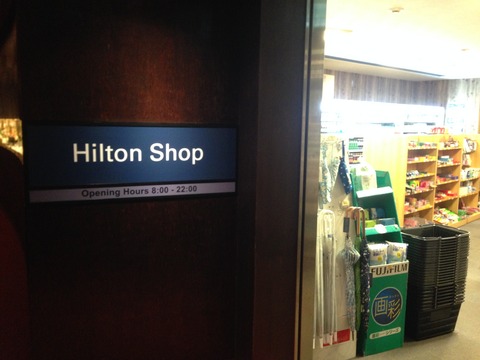 Hilton Shop
Opening Hours 8:00 - 22:00
FUJIFILM
画彩